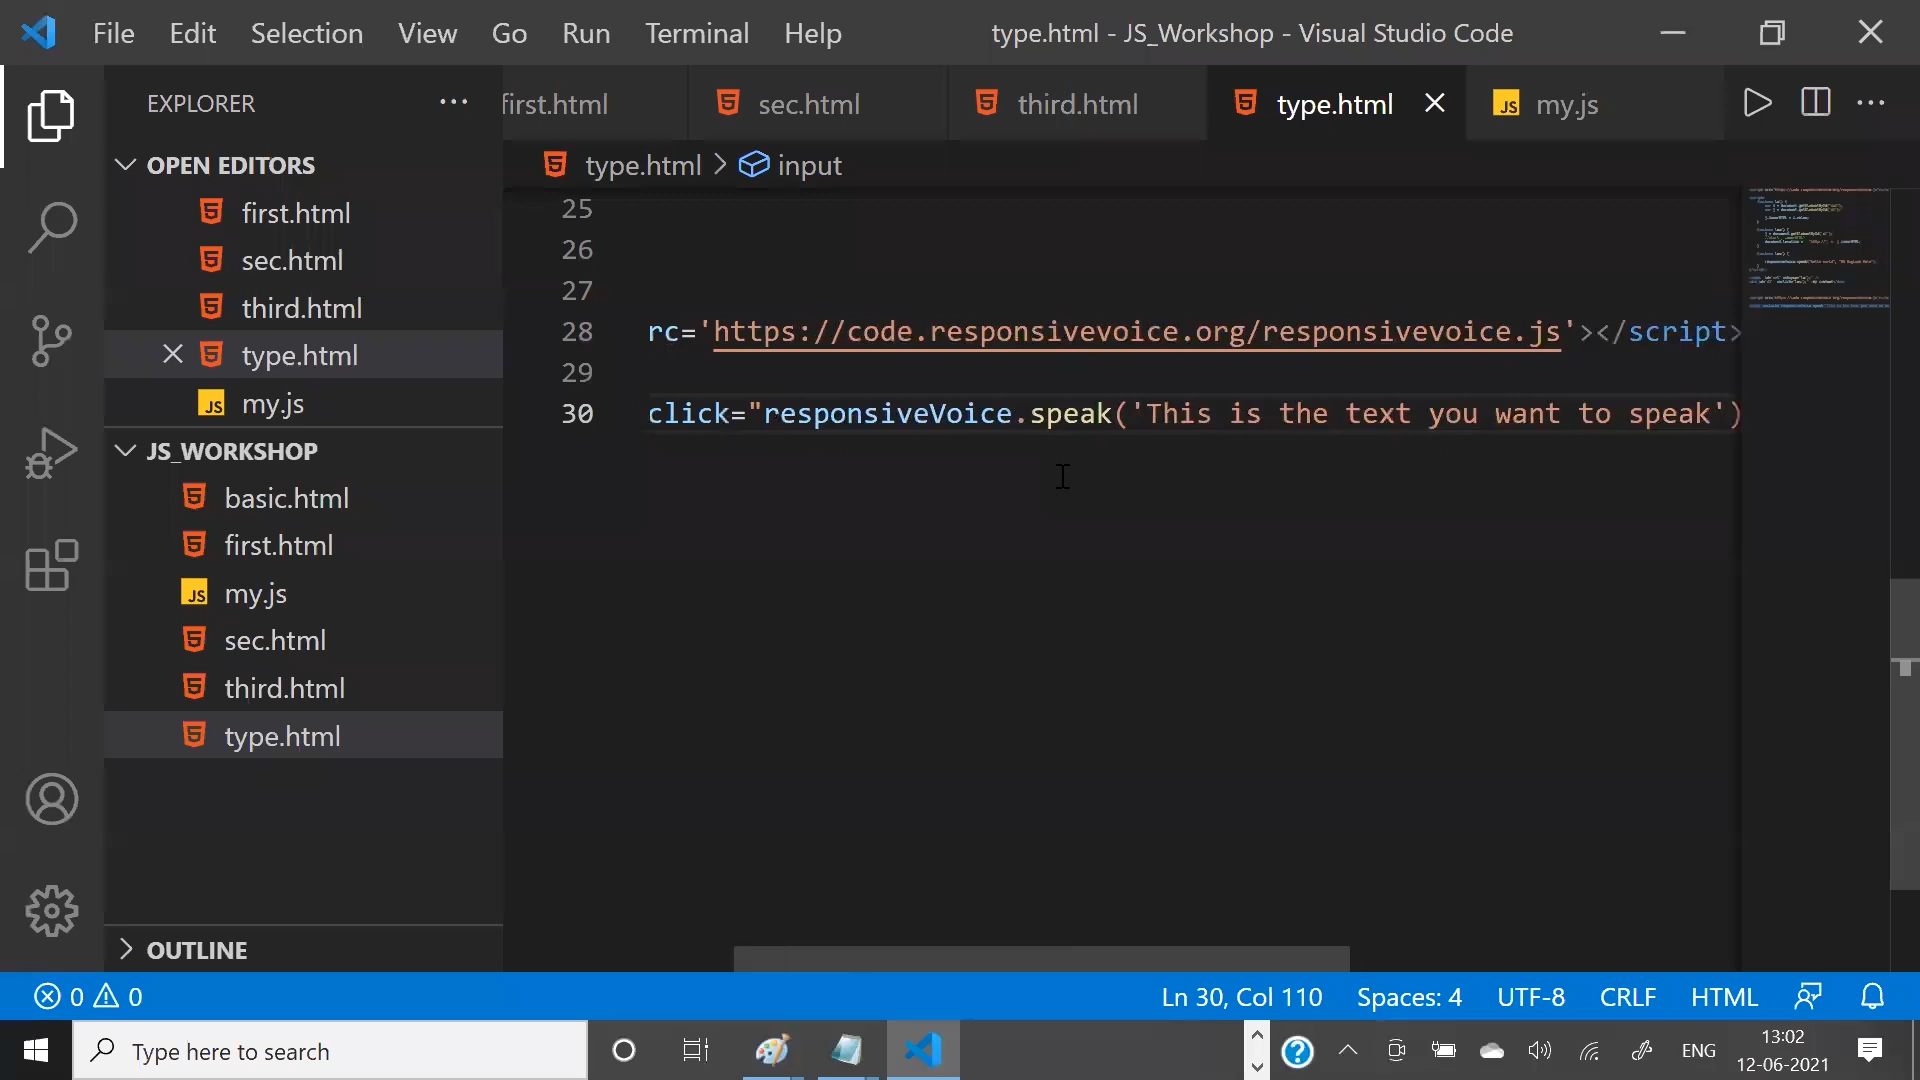 File Edit Selection View Go Run Terminal Help type.html - JS_Workshop - Visual Studio Code
EXPLORER
first.html sec.html third.html type.html my.js
OPEN EDITORS
type.html > input
first.html
sec.html
third.html
type.html
my.js
JS_WORKSHOP
basic.html
first.html
my.js
sec.html
third.html
type.html
OUTLINE
25
26
27
28 rc='https://code.responsivevoice.org/responsivevoice.js'></script>
29
30 click="responsiveVoice.speak('This is the text you want to speak')
0 0 Ln 30, Col 110 Spaces: 4 UTF-8 CRLF HTML
Type here to search
ENG
13:02
12-06-2021